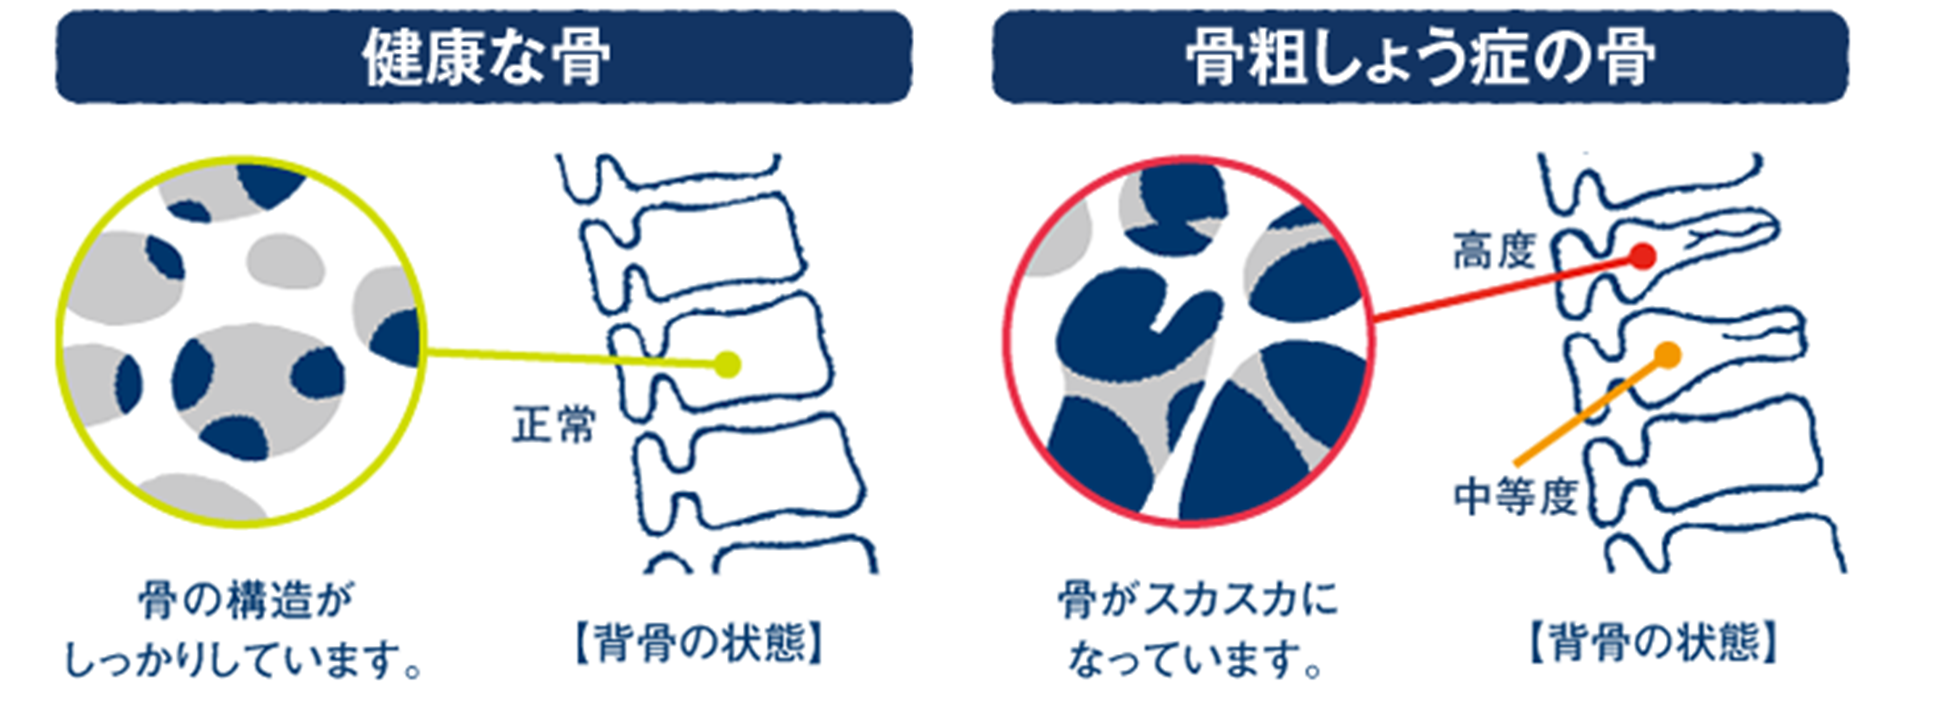 健康な骨
正常
骨の構造が
しっかりしています。
【背骨の状態】
骨粗しょう症の骨
高度
中等度
骨がスカスカに
なっています。
【背骨の状態】